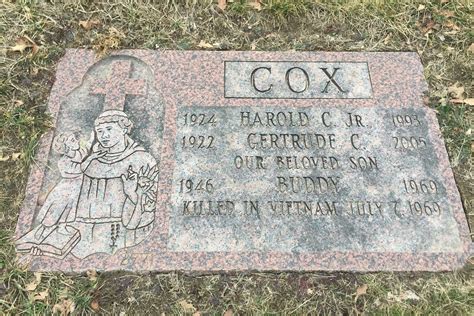 COX
1924 HAROLD C. JR. 1993
1922 GERTRUDE C. 2005
OUR BELOVED SON
1946 BUDDY 1969
KILLED IN VIETNAM JULY 7, 1969